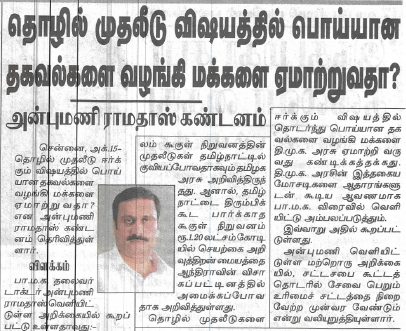 தொழில் முதலீடு விஷயத்தில் பொய்யான
தகவல்களை வழங்கி மக்களை ஏமாற்றுவதா?
அன்புமணி ராமதாஸ் கண்டனம்
சென்னை, அக்.15-
தொழில் முதலீடு ஈர்க்
கும் விஷயத்தில் பொய்
யான தகவல்களை
வழங்கி மக்களை
ஏமாற்றுவதா?
என அன்புமணி
ராமதாஸ் கண்ட
னம் தெரிவித்துள்
ளார்.
விளக்கம்
பா.ம.க. தலைவர்
டாக்டர் அன்புமணி
ராமதாஸ் வெளியிட்
டுள்ள அறிக்கையில் கூறப்
பட்டு உள்ளதாவது:-
லம் கூகுள் நிறுவனத்தின்
முதலீடுகள் தமிழ்நாட்டில்
குவியப்போவதாகவும் தமிழக
அரசு அறிவித்திருந்
தது. ஆனால், தமிழ்
நாட்டை திரும்பிக்
கூட பார்க்காத
கூகுள் நிறுவனம்
ரூ.1.20 லட்சம் கோடி
யில் செயற்கை அறி
வுத்திறன் மையத்தை
ஆந்திராவின் விசாக
ப்பட்டினத்தில்
அமைக்கப்போவ
தாக அறிவித்துள்ளது.
தொழில் முதலீடுகளை
ஈர்க்கும் விஷயத்தில்
தொடர்ந்து பொய்யான தக
வல்களை வழங்கி மக்களை
தி.மு.க. அரசு ஏமாற்றி வரு
வது கண்டிக்கத்தக்கது.
தி.மு.க. அரசின் இத்தகைய
மோசடிகளை ஆதாரங்களு
டன் கூடிய ஆவணமாக
பா.ம.க. விரைவில் வெளி
யிட்டு அம்பலப்படுத்தும்.
இவ்வாறு அதில் கூறப்பட்
டுள்ளது.
அன்புமணி வெளியிட்
டுள்ள மற்றொரு அறிக்கை
யில், சட்டசபை கூட்டத்
தொடரில் சேவை பெறும்
உரிமைச் சட்டத்தை நிறை
வேற்ற முன்வர வேண்டும்
என்று வலியுறுத்தியுள்ளார்.